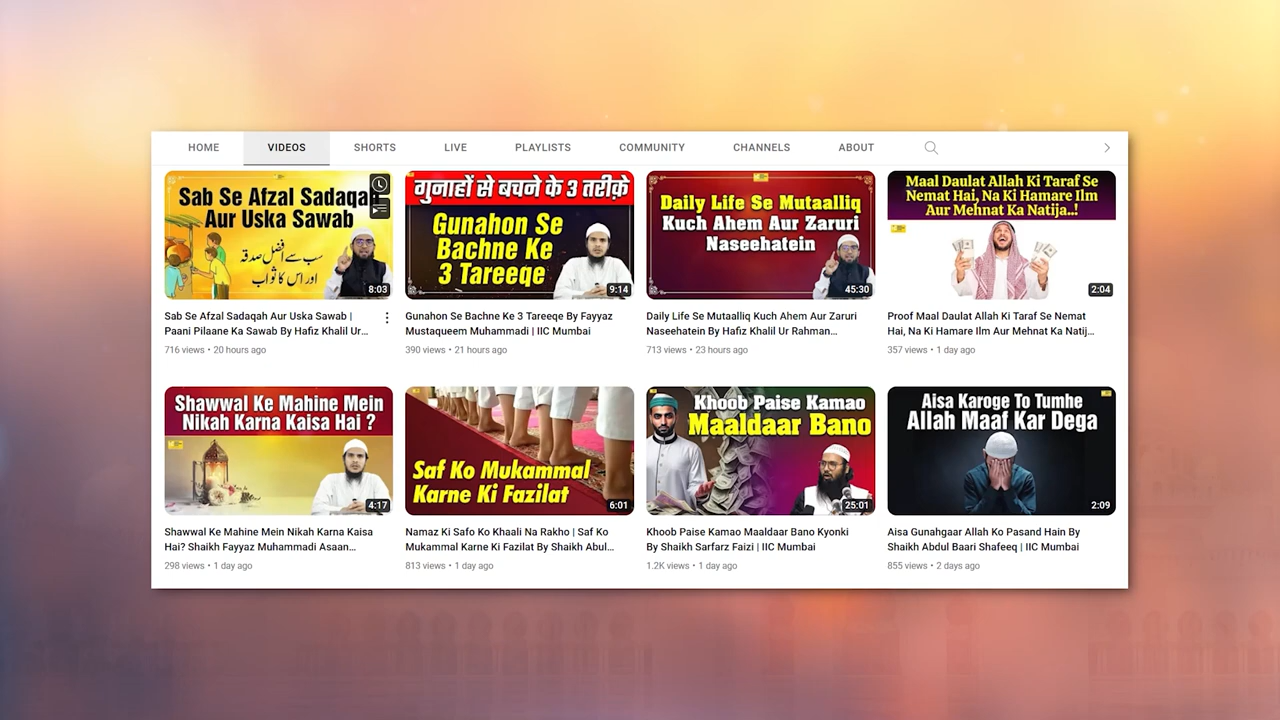 HOME VIDEOS SHORTS LIVE PLAYLISTS COMMUNITY CHANNELS ABOUT
Sab Se Afzal Sadaqah
Aur Uska Sawab
سب سے افضل صدقہ
اور اس کا ثواب
8:03
Sab Se Afzal Sadaqah Aur Uska Sawab |
Paani Pilaane Ka Sawab By Hafiz Khalil Ur...
716 views • 20 hours ago
गुनाहों से बचने के 3 तरीक़े
Gunahon Se
Bachne Ke
3 Tareeqe
9:14
Gunahon Se Bachne Ke 3 Tareeqe By Fayyaz
Mustaqueem Muhammadi | IIC Mumbai
390 views • 21 hours ago
Daily Life Se Mutaalliq
Kuch Ahem Aur Zaruri
Naseehatein
45:30
Daily Life Se Mutaalliq Kuch Ahem Aur Zaruri
Naseehatein By Hafiz Khalil Ur Rahman...
713 views • 23 hours ago
Maal Daulat Allah Ki Taraf Se
Nemat Hai, Na Ki Hamare Ilm
Aur Mehnat Ka Natija..!
2:04
Proof Maal Daulat Allah Ki Taraf Se Nemat
Hai, Na Ki Hamare Ilm Aur Mehnat Ka Natij...
357 views • 1 day ago
Shawwal Ke Mahine Mein
Nikah Karna Kaisa Hai ?
4:17
Shawwal Ke Mahine Mein Nikah Karna Kaisa
Hai? Shaikh Fayyaz Muhammadi Asaan...
298 views • 1 day ago
Saf Ko Mukammal
Karne Ki Fazilat
6:01
Namaz Ki Safo Ko Khaali Na Rakho | Saf Ko
Mukammal Karne Ki Fazilat By Shaikh Abul...
813 views • 1 day ago
Khoob Paise Kamao
Maaldaar Bano
25:01
Khoob Paise Kamao Maaldaar Bano Kyonki
By Shaikh Sarfarz Faizi | IIC Mumbai
1.2K views • 1 day ago
Aisa Karoge To Tumhe
Allah Maaf Kar Dega
2:09
Aisa Gunahgaar Allah Ko Pasand Hain By
Shaikh Abdul Baari Shafeeq | IIC Mumbai
855 views • 2 days ago